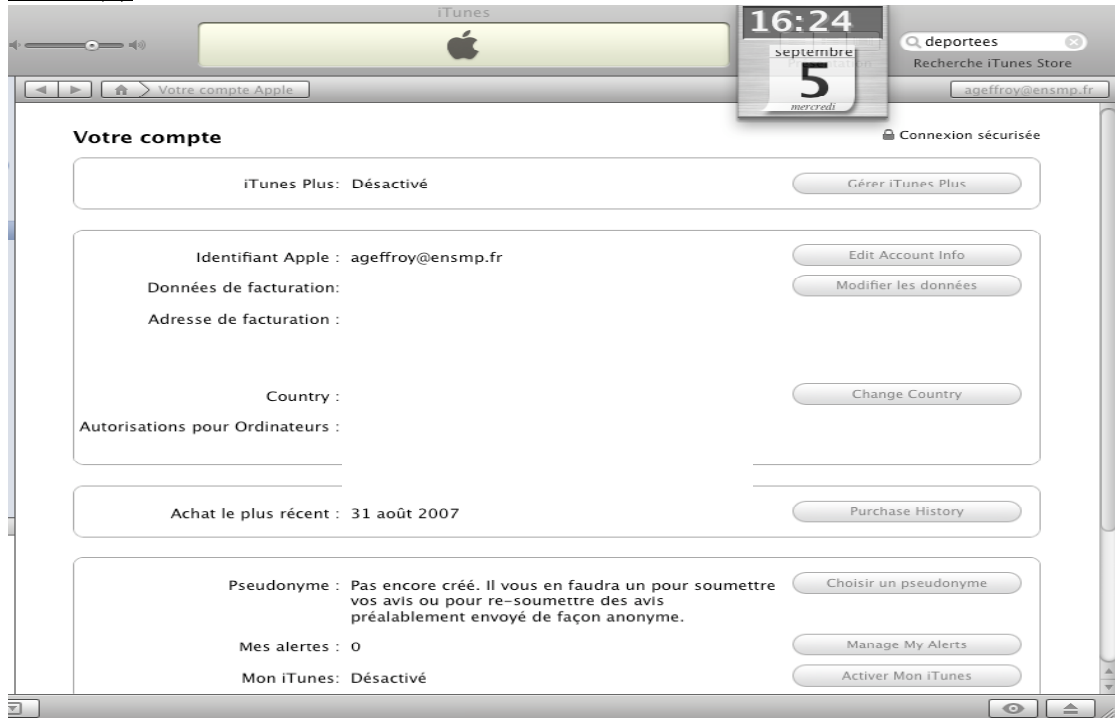 iTunes
16:24
septembre
5
mercredi
deportees
Recherche iTunes Store
Votre compte Apple
ageffroy@ensmp.fr
Votre compte
Connexion sécurisée
iTunes Plus: Désactivé
Gérer iTunes Plus
Identifiant Apple : ageffroy@ensmp.fr
Edit Account Info
Données de facturation:
Modifier les données
Adresse de facturation :
Country :
Change Country
Autorisations pour Ordinateurs :
Achat le plus récent : 31 août 2007
Purchase History
Pseudonyme : Pas encore créé. Il vous en faudra un pour soumettre
vos avis ou pour re-soumettre des avis
préalablement envoyé de façon anonyme.
Choisir un pseudonyme
Mes alertes : 0
Manage My Alerts
Mon iTunes: Désactivé
Activer Mon iTunes